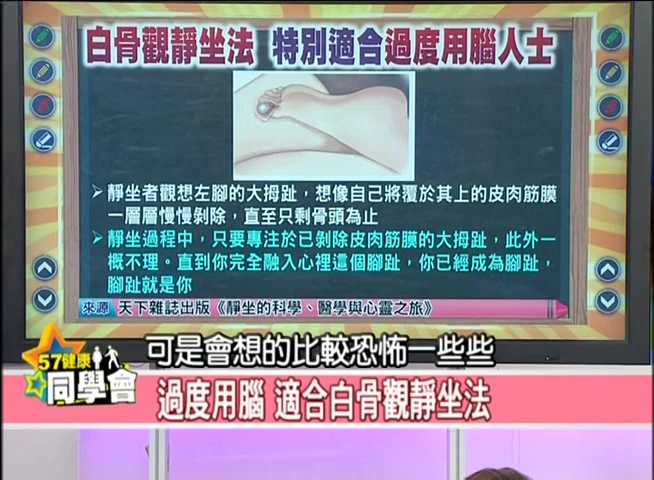 白骨觀靜坐法 特別適合過度用腦人士
➢靜坐者觀想左腳的大拇趾，想像自己將覆於其上的皮肉筋膜
一層層慢慢剝除，直至只剩骨頭為止
➢靜坐過程中，只要專注於已剝除皮肉筋膜的大拇趾，此外一
概不理。直到你完全融入心裡這個腳趾，你已經成為腳趾，
腳趾就是你
來源 天下雜誌出版《靜坐的科學、醫學與心靈之旅》
可是會想的比較恐怖一些些
57健康
同學會
過度用腦 適合白骨觀靜坐法